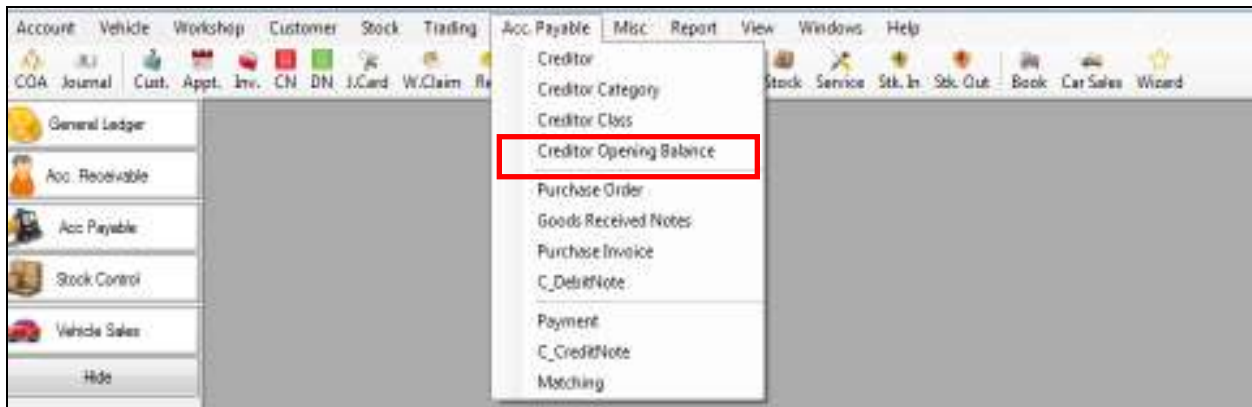 Account Vehicle Workshop Customer Stock Trading Acc. Payable Misc Report View Windows Help
COA Journal Cust. Appt. Inv. CN DN J.Card W.Claim Stock Service Stk. In Stk. Out Book Car Sales Wizard
General Ledger
Acc. Receivable
Acc Payable
Stock Control
Vehicle Sales
Hide
Creditor
Creditor Category
Creditor Class
Creditor Opening Balance
Purchase Order
Goods Received Notes
Purchase Invoice
C_DebitNote
Payment
C_CreditNote
Matching